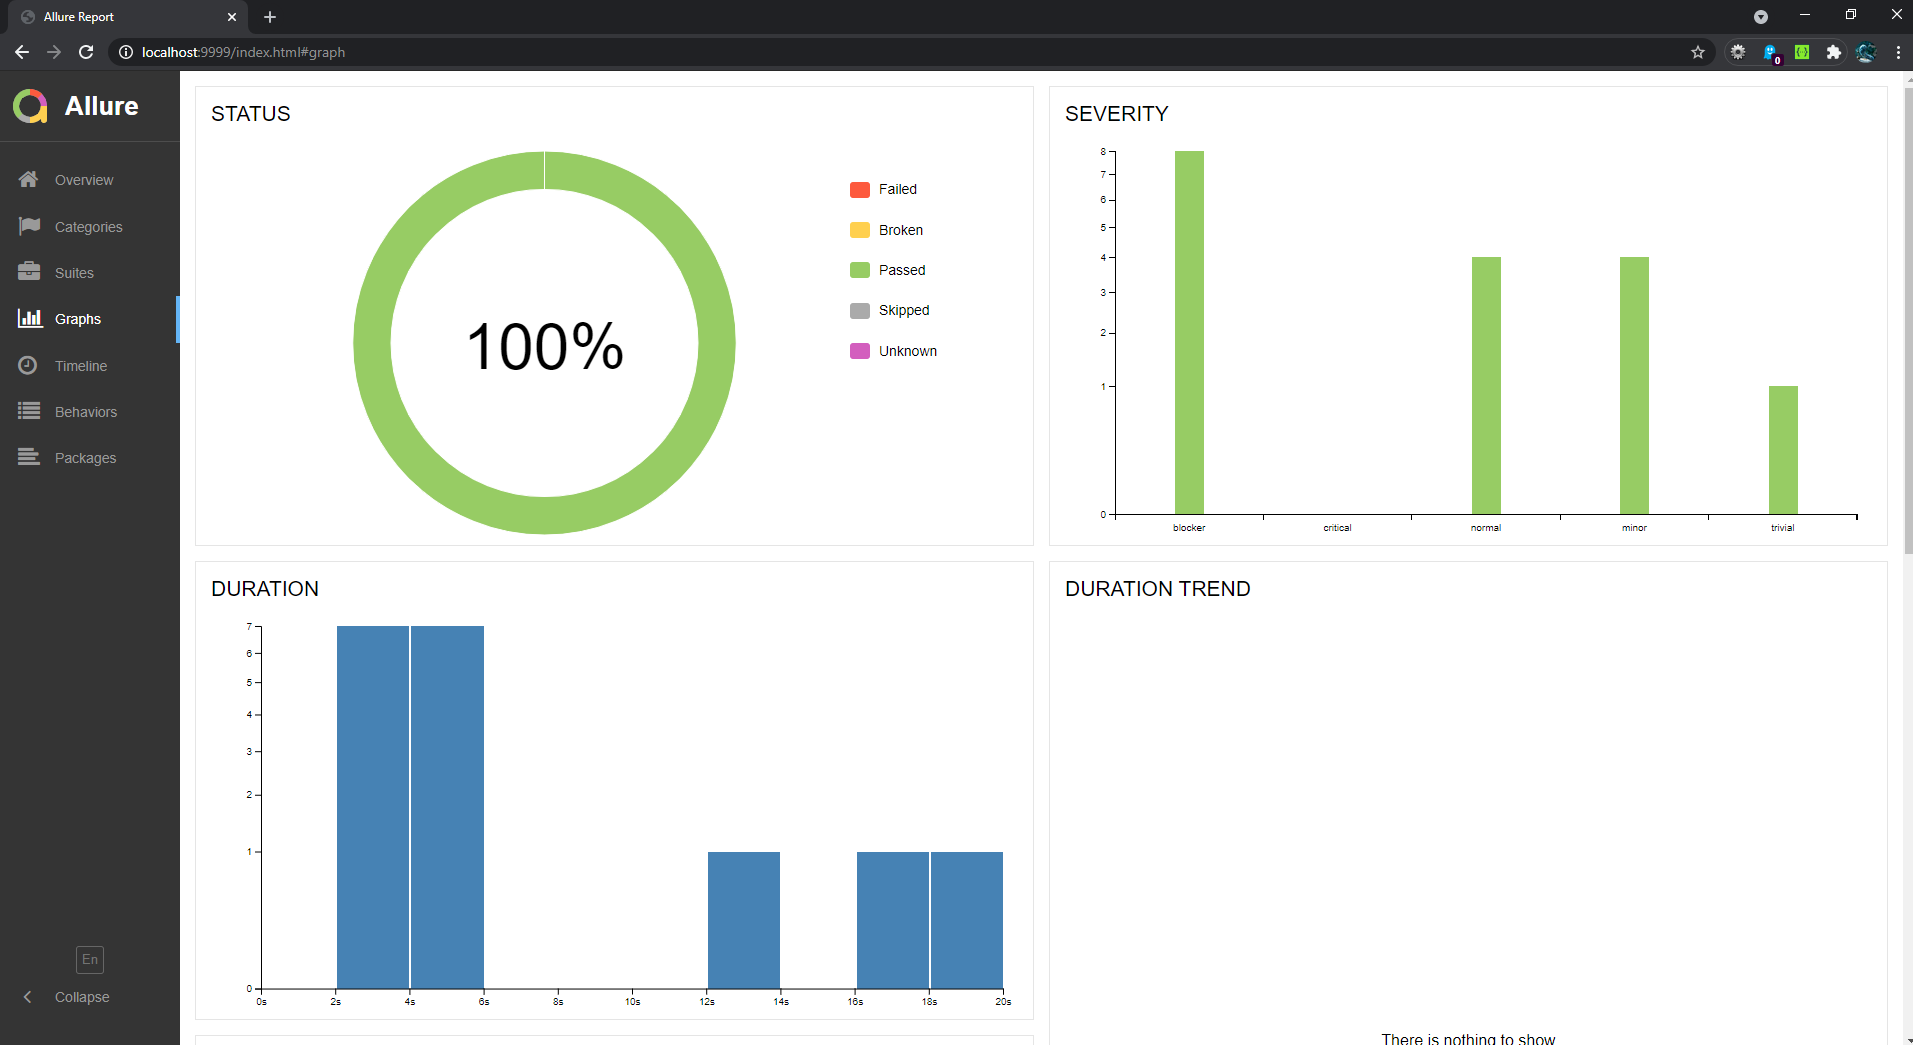 Allure Report
localhost:9999/index.html#graph
0
Allure
Overview
Categories
Suites
Graphs
Timeline
Behaviors
Packages
En
Collapse
STATUS
100%
Failed
Broken
Passed
Skipped
Unknown
SEVERITY
8
7
6
5
4
3
2
1
0
blocker critical normal minor trivial
DURATION
7
6
5
4
3
2
1
0
0s 2s 4s 6s 8s 10s 12s 14s 16s 18s 20s
DURATION TREND
There is nothing to show